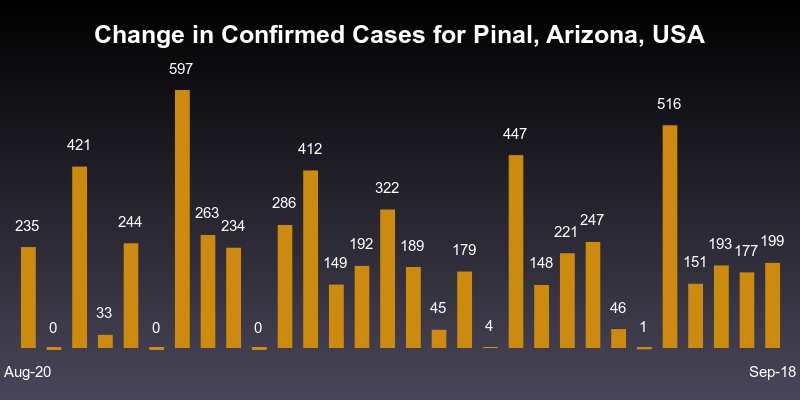 Change in Confirmed Cases for Pinal, Arizona, USA
235 0 421 33 244 0 597 263 234 0 286 412 149 192 322 189 45 179 4 447 148 221 247 46 1 516 151 193 177 199
Aug-20 Sep-18